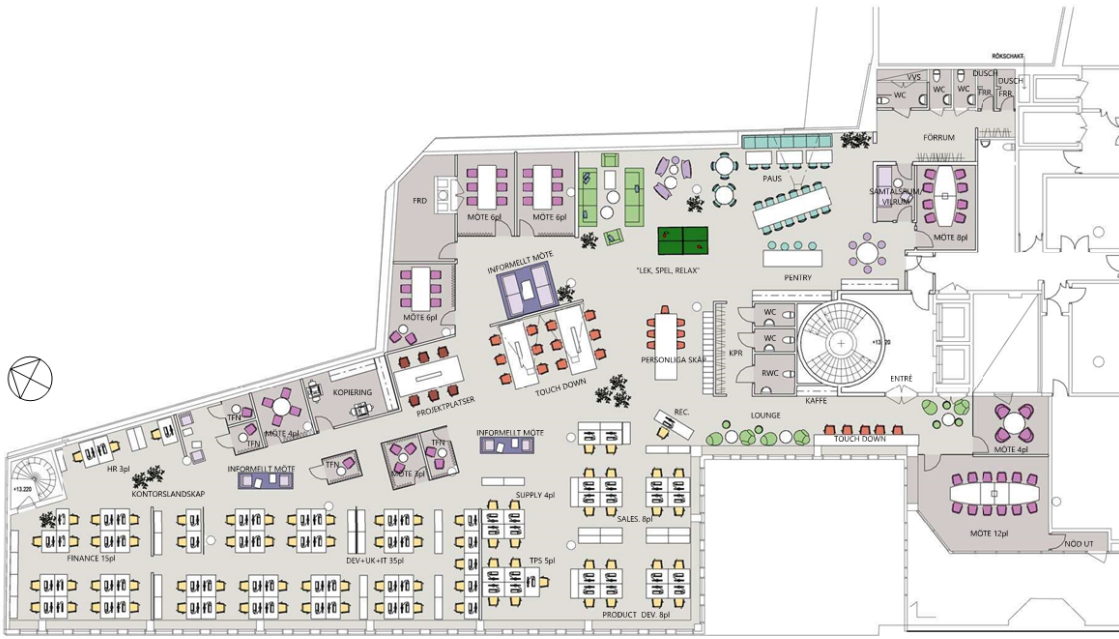 RÖKSCHAKT
VVS
DUSCH
DUSCH
WC
WC
WC
FRR
FRR
FÖRRUM
PAUS
SAMTALSRUM/
VILRUM
FRD
MÖTE 6pl
MÖTE 6pl
MÖTE 8pl
INFORMELLT MÖTE
"LEK, SPEL, RELAX"
PENTRY
MÖTE 6pl
WC
WC
KPR
RWC
+13.220
PERSONLIGA SKÅP
ENTRÉ
TOUCH DOWN
KAFFE
KOPIERING
PROJEKTPLATSER
REC.
LOUNGE
TFN
TFN
MÖTE 4pl
INFORMELLT MÖTE
TFN
TOUCH DOWN
MÖTE 4pl
HR 3pl
INFORMELLT MÖTE
TFN
MÖTE 3pl
+13.220
KONTORSLANDSKAP
SUPPLY 4pl
SALES. 8pl
MÖTE 12pl
NÖD UT
FINANCE 15pl
DEV+UK+IT 35pl
TPS 5pl
PRODUCT DEV. 8pl